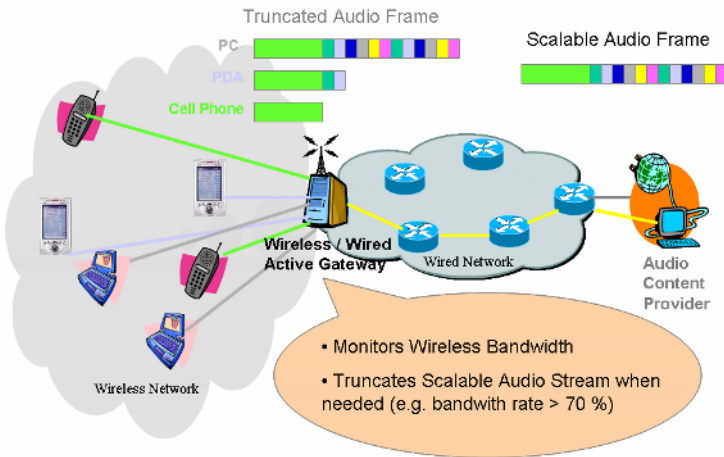 Truncated Audio Frame
PC
PDA
Cell Phone
Scalable Audio Frame
Wireless / Wired
Active Gateway
Wired Network
Audio
Content
Provider
Wireless Network
• Monitors Wireless Bandwidth
• Truncates Scalable Audio Stream when
needed (e.g. bandwith rate > 70 %)